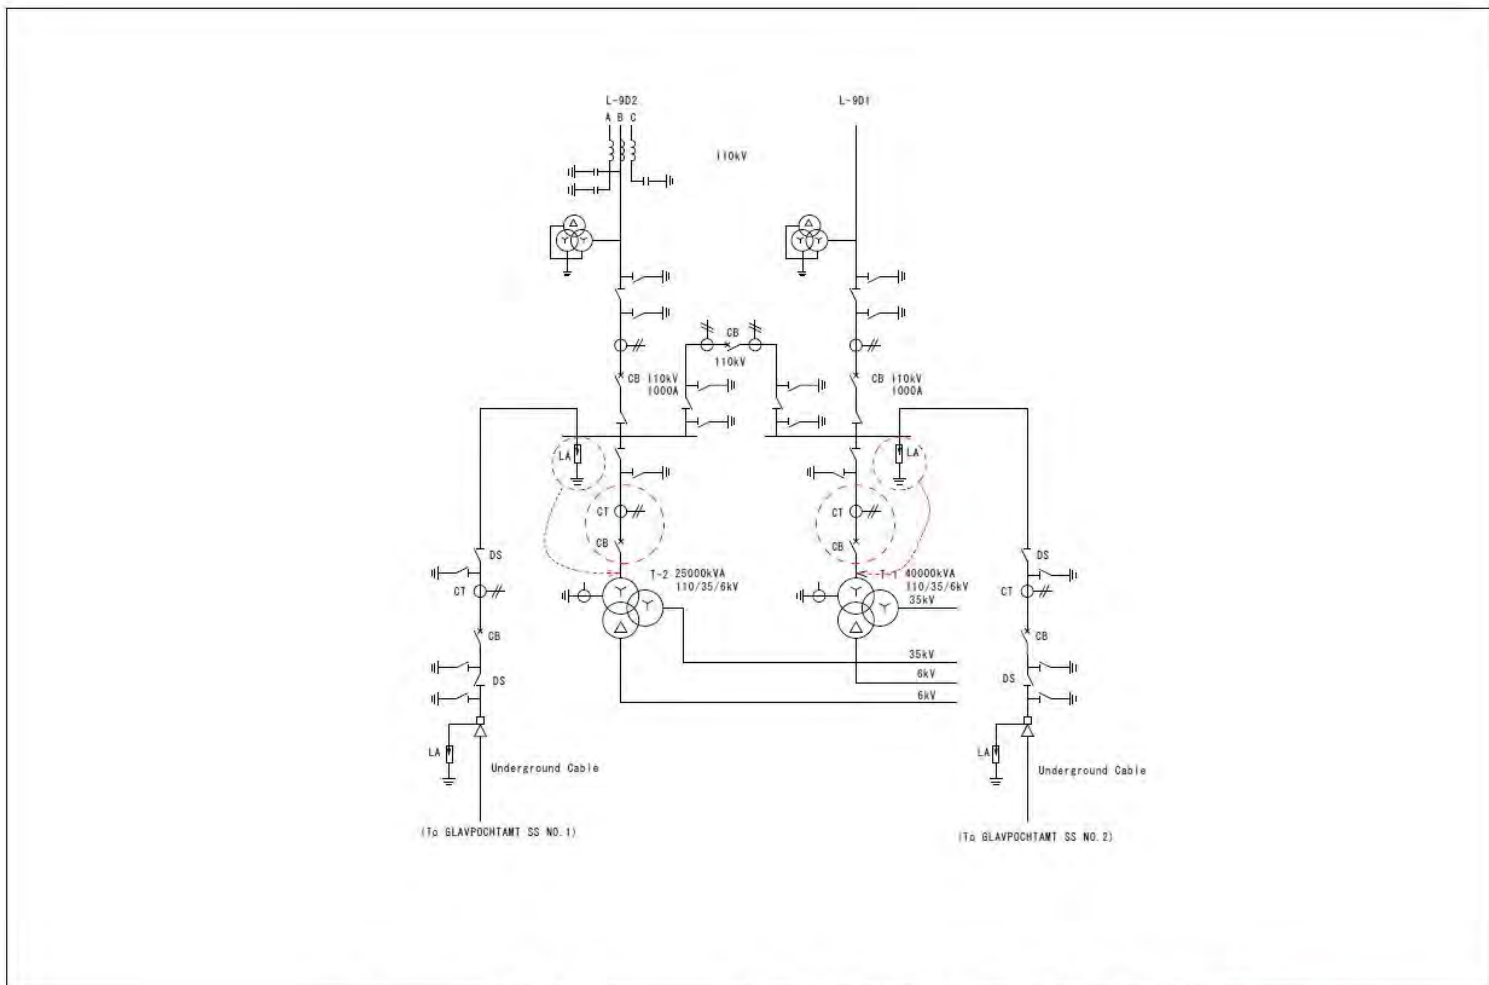 L-9D2
L-9D1
A B C
110kV
CB
110kV
CB 110kV
1000A
CB 110kV
1000A
LA
LA
CT
CT
CB
CB
DS
DS
T-2 25000kVA
110/35/6kV
T-1 40000kVA
110/35/6kV
35kV
CT
CT
CB
CB
35kV
6kV
6kV
DS
DS
LA
LA
Underground Cable
Underground Cable
(To GLAVPOCHTAMT SS NO.1)
(To GLAVPOCHTAMT SS NO.2)